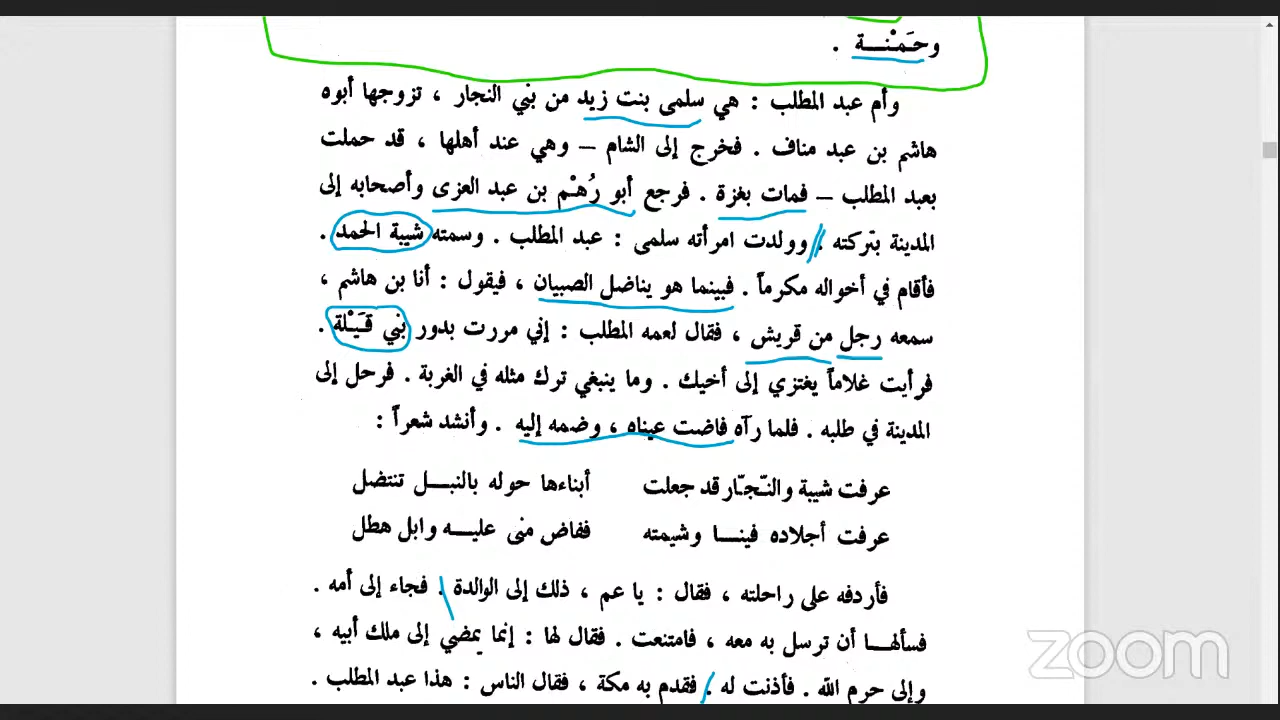 وحَمْنَـــة .
وأم عبد المطلب : هي سلمى بنت زيد من بني النجار ، تزوجها أبوه
هاشم بن عبد مناف . فخرج إلى الشام – وهي عند أهلها ، قد حملت
بعبد المطلب – فمات بغزة . فرجع أبو رُهْم بن عبد العزى وأصحابه إلى
المدينة بتركته . وولدت امرأته سلمى : عبد المطلب . وسمته شيبة الحمد .
فأقام في أخواله مكرماً . فبينما هو يناضل الصبيان ، فيقول : أنا بن هاشم ،
سمعه رجل من قريش ، فقال لعمه المطلب : إني مررت بدور بني قَيْلة .
فرأيت غلاماً يغتزي إلى أخيك . وما ينبغي ترك مثله في الغربة . فرحل إلى
المدينة في طلبه . فلما رآه فاضت عيناه ، وضمه إليه . وأنشد شعراً :
عرفت شيبة والنّجّار قد جعلت أبناءها حوله بالنبـــل تنتضل
عرفت أجلاده فينـــا وشيمته ففاض منى عليـــه وابل هطل
فأردفه على راحلته ، فقال : يا عم ، ذلك إلى الوالدة . فجاء إلى أمه .
فسألهـــا أن ترسل به معه ، فامتنعت . فقال لها : إنما يمضي إلى ملك أبيه ،
وإلى حرم الله . فأذنت له . فقدم به مكة ، فقال الناس : هذا عبد المطلب .
zoom